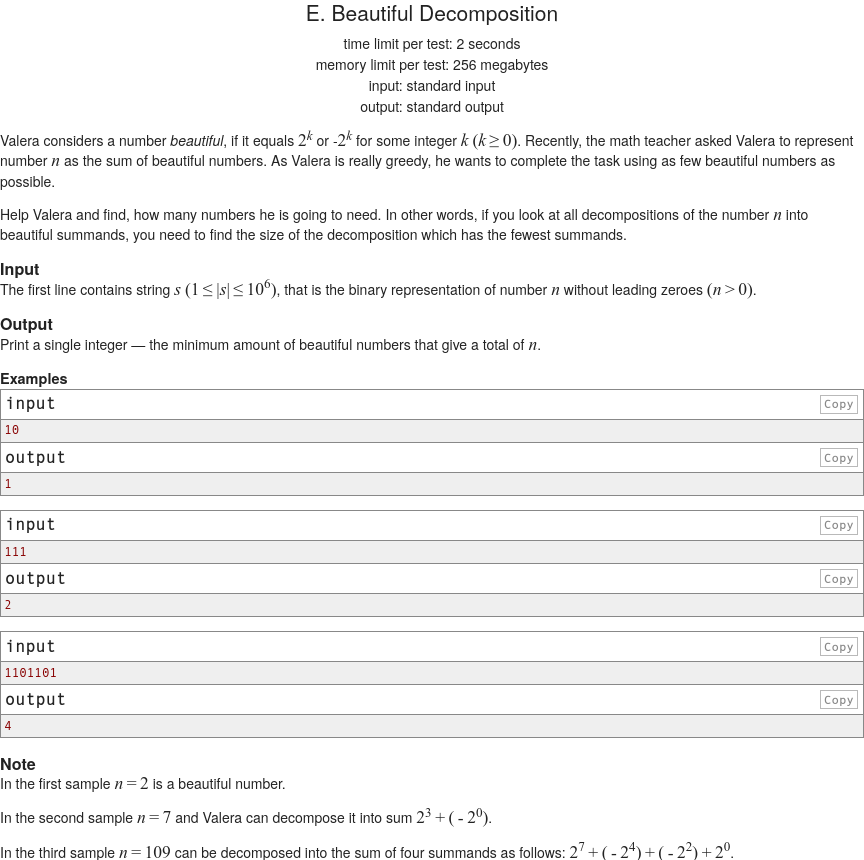 E. Beautiful Decomposition
time limit per test: 2 seconds
memory limit per test: 256 megabytes
input: standard input
output: standard output
Valera considers a number beautiful, if it equals 2^k or -2^k for some integer k (k ≥ 0). Recently, the math teacher asked Valera to represent
number n as the sum of beautiful numbers. As Valera is really greedy, he wants to complete the task using as few beautiful numbers as
possible.
Help Valera and find, how many numbers he is going to need. In other words, if you look at all decompositions of the number n into
beautiful summands, you need to find the size of the decomposition which has the fewest summands.
Input
The first line contains string s (1 ≤ |s| ≤ 10^6), that is the binary representation of number n without leading zeroes (n > 0).
Output
Print a single integer — the minimum amount of beautiful numbers that give a total of n.
Examples
input Copy
10
output Copy
1
input Copy
111
output Copy
2
input Copy
1101101
output Copy
4
Note
In the first sample n = 2 is a beautiful number.
In the second sample n = 7 and Valera can decompose it into sum 2^3 + ( - 2^0).
In the third sample n = 109 can be decomposed into the sum of four summands as follows: 2^7 + ( - 2^4) + ( - 2^2) + 2^0.